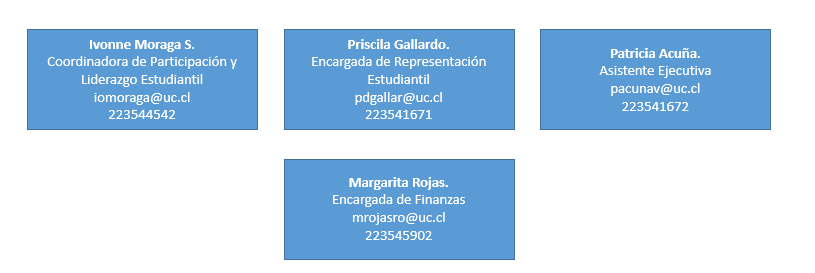 Ivonne Moraga S.
Coordinadora de Participación y
Liderazgo Estudiantil
iomoraga@uc.cl
223544542
Priscila Gallardo.
Encargada de Representación
Estudiantil
pdgallar@uc.cl
223541671
Patricia Acuña.
Asistente Ejecutiva
pacunav@uc.cl
223541672
Margarita Rojas.
Encargada de Finanzas
mrojasro@uc.cl
223545902